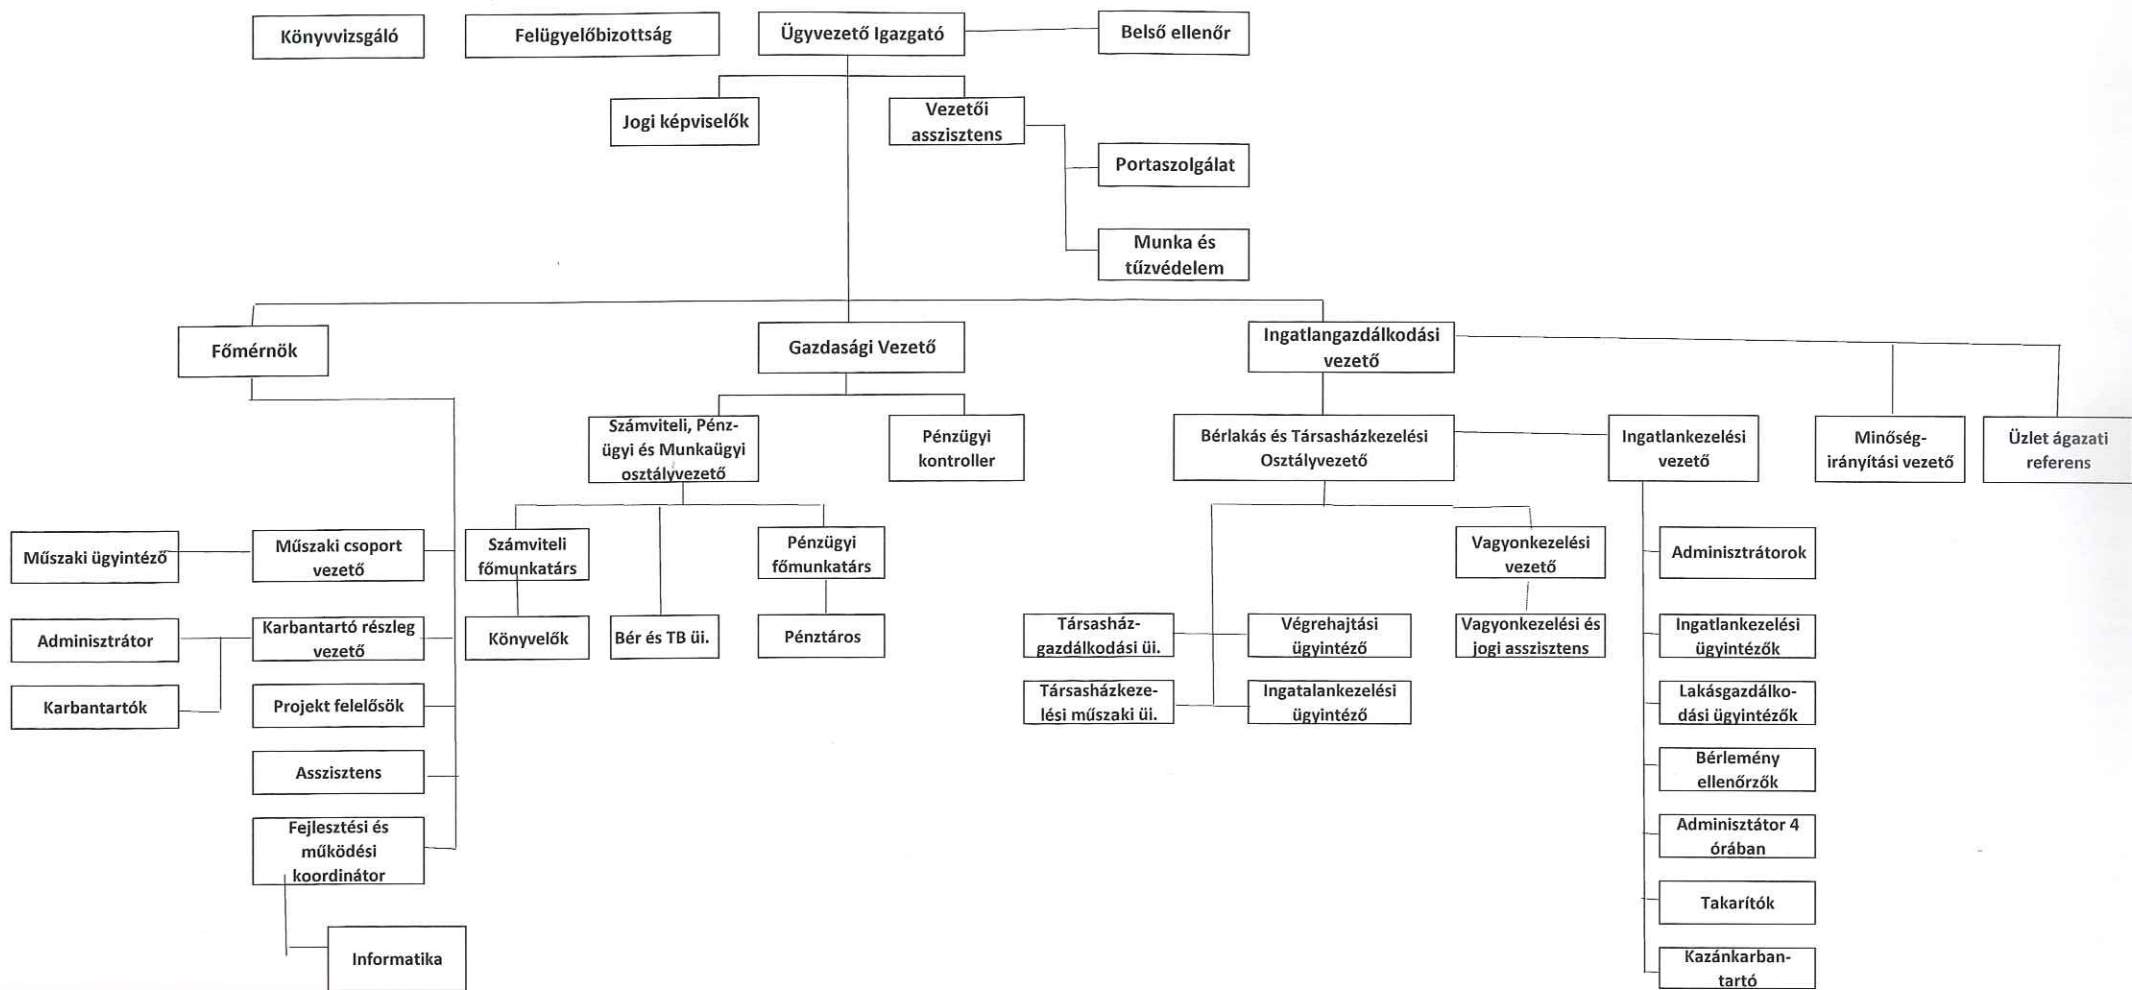 Könyvvizsgáló
Felügyelőbizottság
Ügyvezető Igazgató
Belső ellenőr
Jogi képviselők
Vezetői
asszisztens
Portaszolgálat
Munka és
tűzvédelem
Főmérnök
Gazdasági Vezető
Ingatlangazdálkodási
vezető
Számviteli, Pénz-
ügyi és Munkaügyi
osztályvezető
Pénzügyi
kontroller
Bérlakás és Társasházkezelési
Osztályvezető
Ingatlankezelési
vezető
Minőség-
irányítási vezető
Üzlet ágazati
referens
Műszaki ügyintéző
Műszaki csoport
vezető
Számviteli
főmunkatárs
Pénzügyi
főmunkatárs
Vagyonkezelési
vezető
Adminisztrátorok
Adminisztrátor
Karbantartó részleg
vezető
Könyvelők
Bér és TB üi.
Pénztáros
Társasház-
gazdálkodási üi.
Végrehajtási
ügyintéző
Vagyonkezelési és
jogi asszisztens
Ingatlankezelési
ügyintézők
Karbantartók
Projekt felelősök
Társasházkeze-
lési műszaki üi.
Ingatalankezelési
ügyintéző
Lakásgazdálko-
dási ügyintézők
Asszisztens
Bérlemény
ellenőrzők
Fejlesztési és
működési
koordinátor
Adminisztátor 4
órában
Takarítók
Informatika
Kazánkarban-
tartó